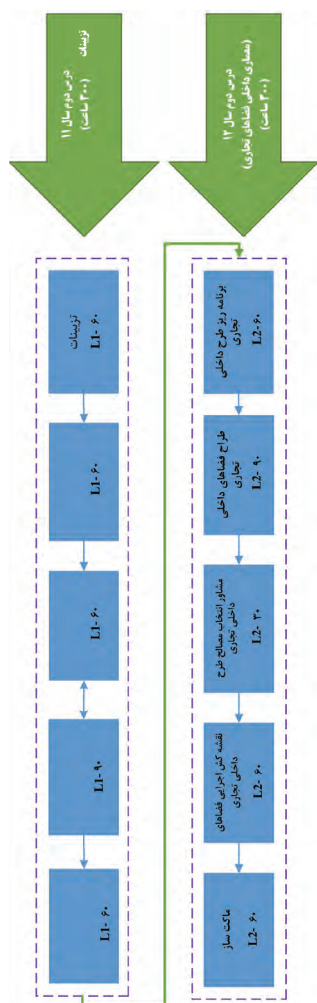 تزیینات
درس دوم سال ۱۱
(۳۰۰ ساعت)
تزیینات
L1- ۶۰
L1- ۶۰
L1- ۶۰
L1- ۹۰
L1- ۶۰
درس دوم سال ۱۲
(معماری داخلی فضاهای تجاری)
(۳۰۰ ساعت)
برنامه ریز طرح داخلی
تجاری
L2- ۶۰
طراح فضاهای داخلی
تجاری
L2- ۹۰
مشاور انتخاب مصالح طرح
داخلی تجاری
L2- ۳۰
نقشه کش اجرایی فضاهای
داخلی تجاری
L2- ۶۰
ماکت ساز
L2- ۶۰